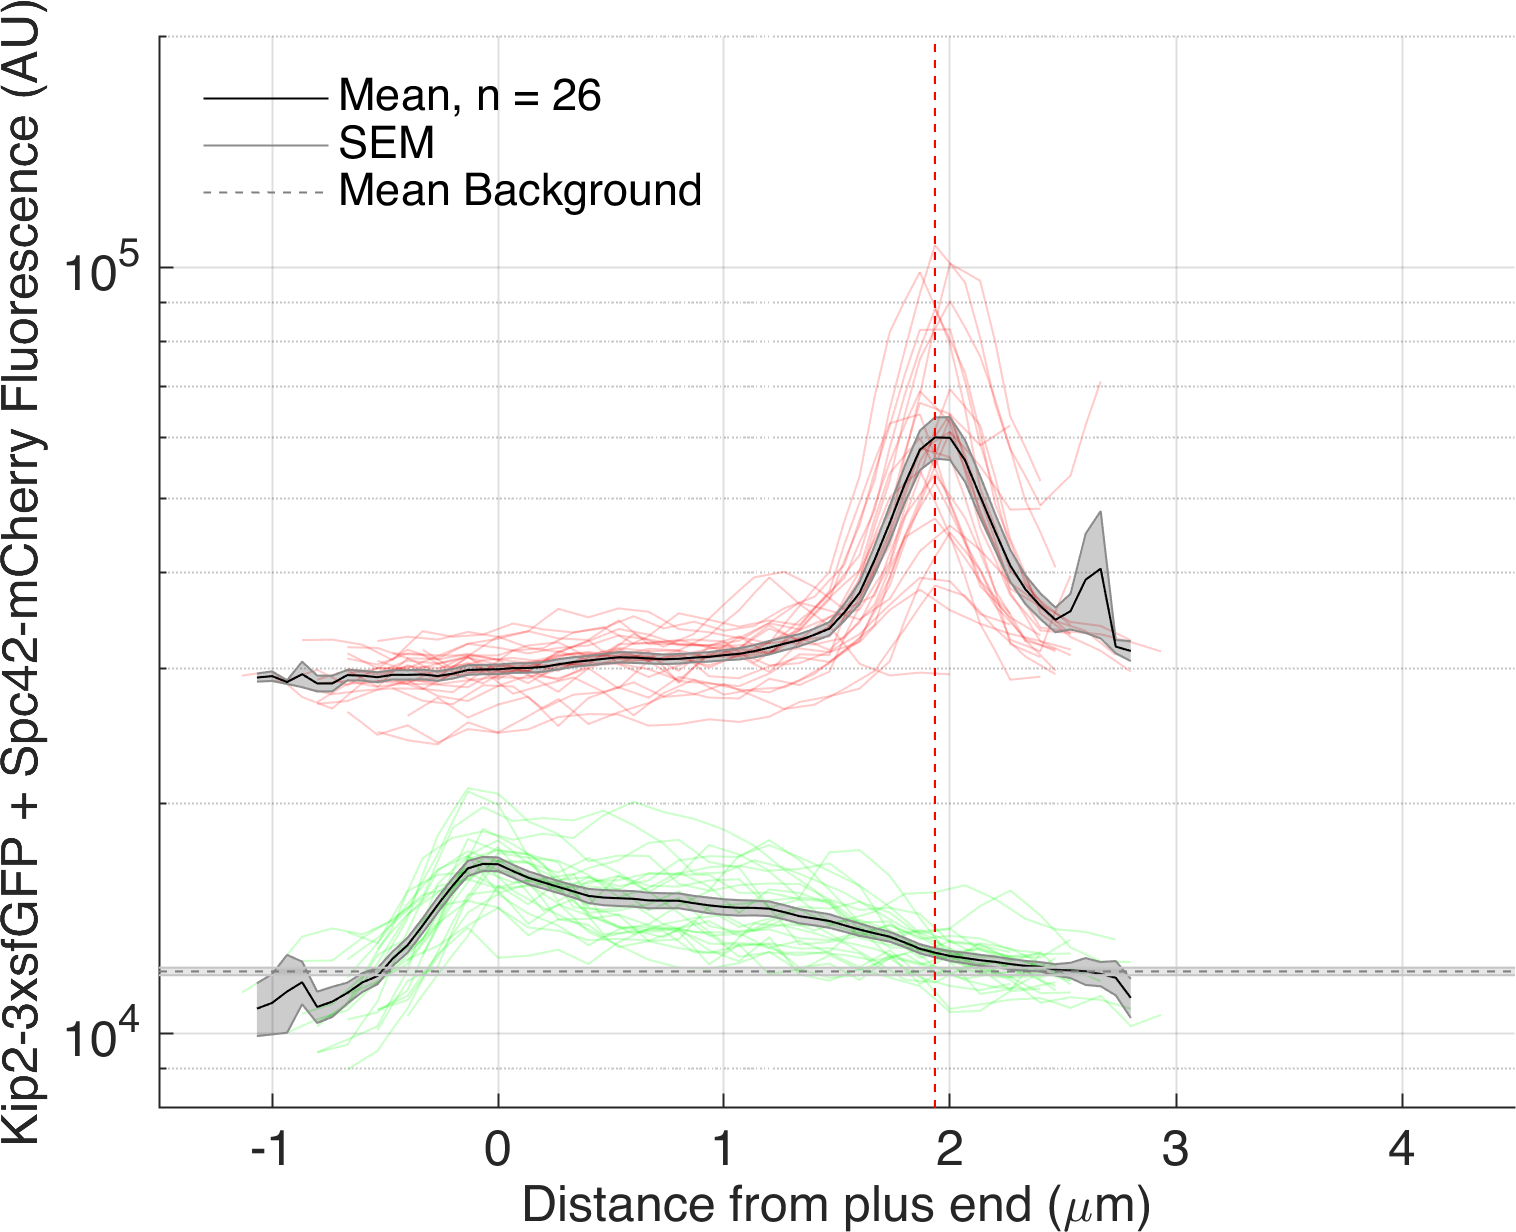 Kip2-3xsfGFP + Spc42-mCherry Fluorescence (AU)
Mean, n = 26
SEM
Mean Background
10^5
10^4
-1 0 1 2 3 4
Distance from plus end (μm)